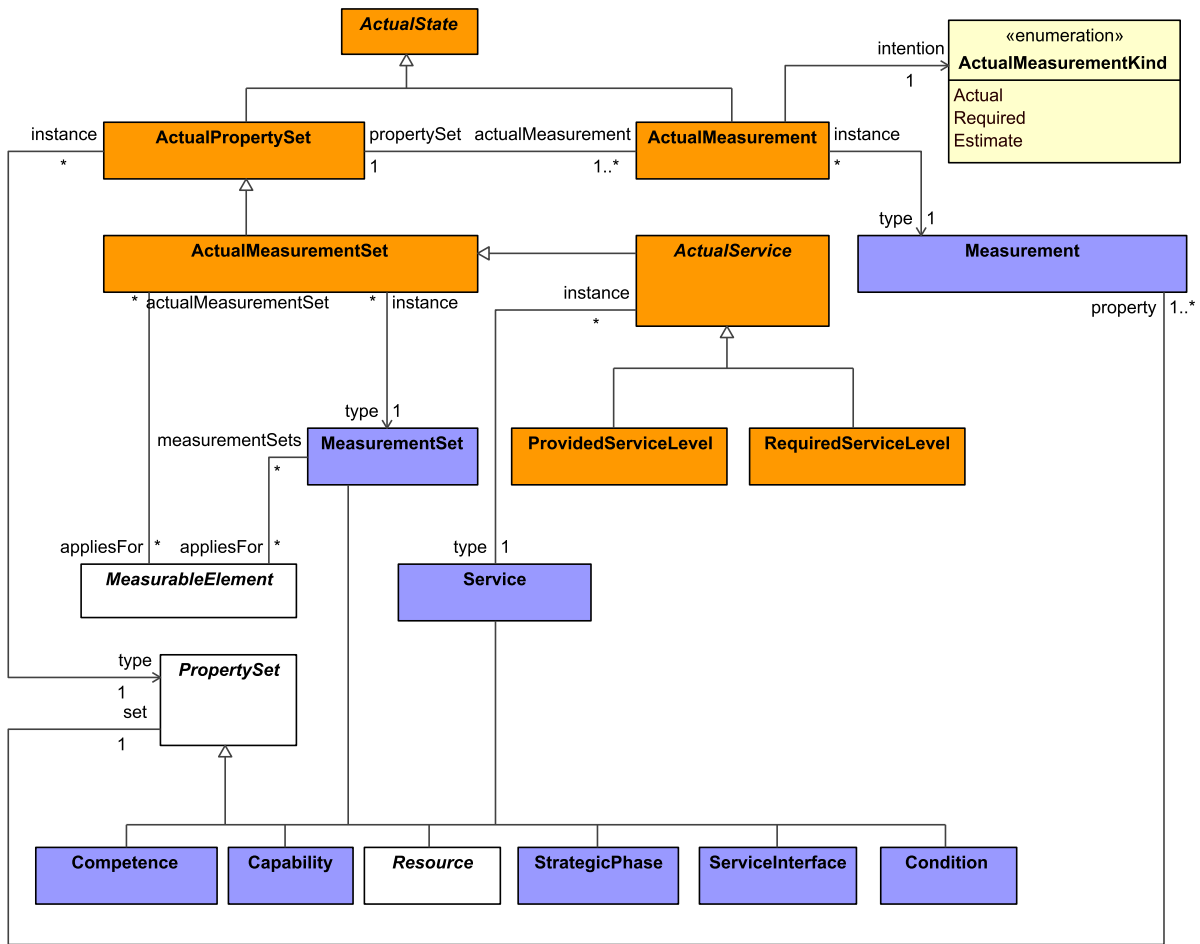 ActualState
«enumeration»
ActualMeasurementKind
Actual
Required
Estimate
intention
1
instance
*
ActualPropertySet
propertySet
1
actualMeasurement
1..*
ActualMeasurement
instance
*
type
1
ActualMeasurementSet
ActualService
Measurement
* actualMeasurementSet
* instance
instance
*
property
1..*
type
1
measurementSets
*
MeasurementSet
ProvidedServiceLevel
RequiredServiceLevel
appliesFor
*
appliesFor
*
type
1
MeasurableElement
Service
type
1
set
1
PropertySet
Competence
Capability
Resource
StrategicPhase
ServiceInterface
Condition